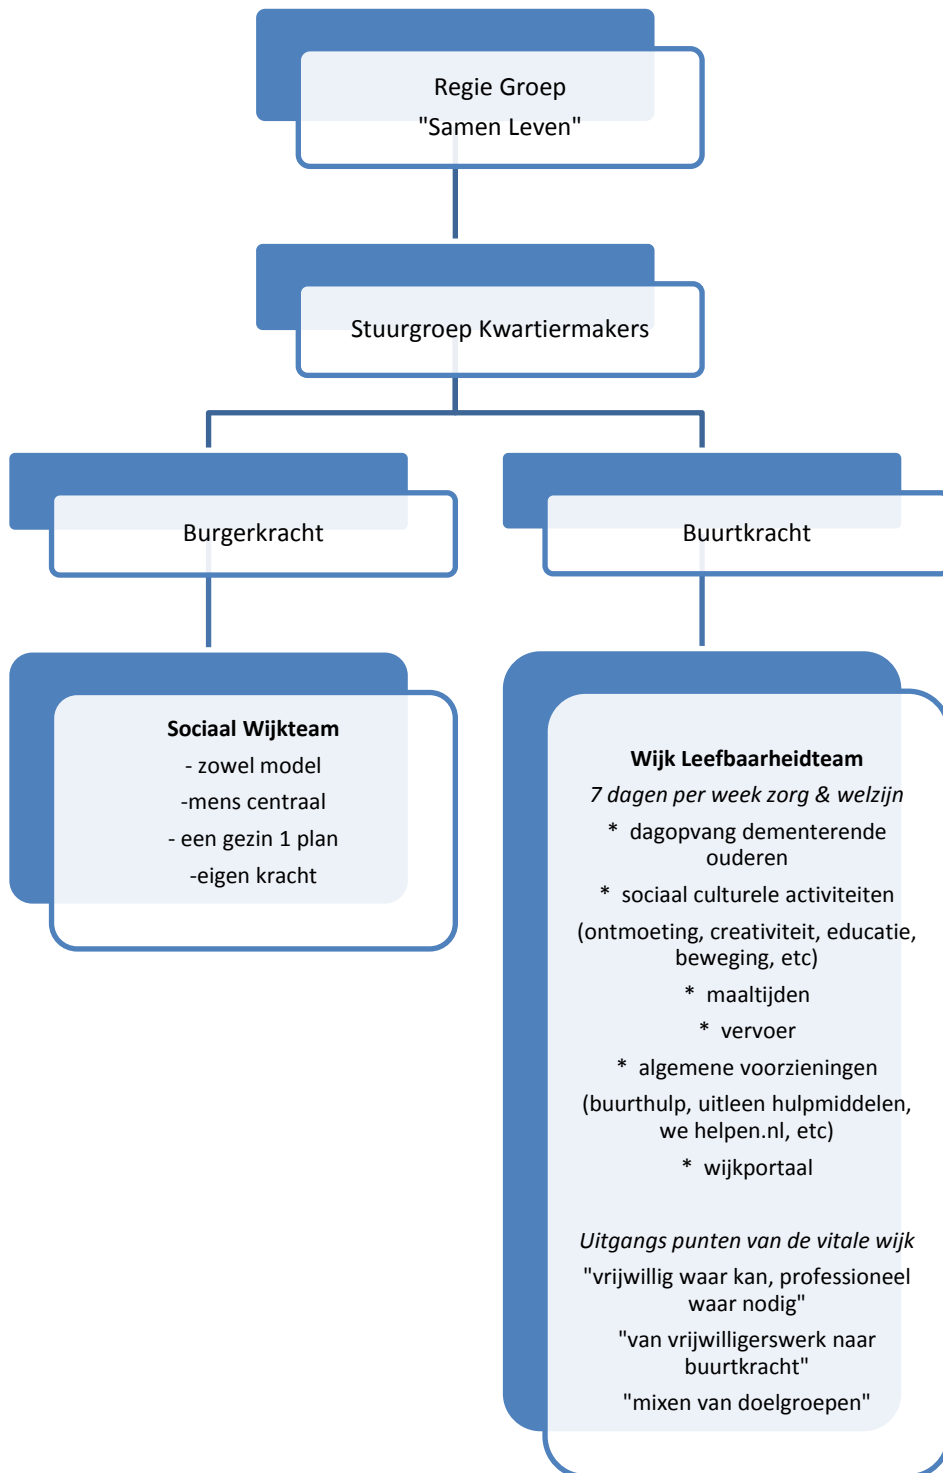 Regie Groep
"Samen Leven"
Stuurgroep Kwartiermakers
Burgerkracht
Buurtkracht
Sociaal Wijkteam
- zowel model
-mens centraal
- een gezin 1 plan
-eigen kracht
Wijk Leefbaarheidteam
7 dagen per week zorg & welzijn
* dagopvang dementerende
ouderen
* sociaal culturele activiteiten
(ontmoeting, creativiteit, educatie,
beweging, etc)
* maaltijden
* vervoer
* algemene voorzieningen
(buurthulp, uitleen hulpmiddelen,
we helpen.nl, etc)
* wijkportaal
Uitgangs punten van de vitale wijk
"vrijwillig waar kan, professioneel
waar nodig"
"van vrijwilligerswerk naar
buurtkracht"
"mixen van doelgroepen"